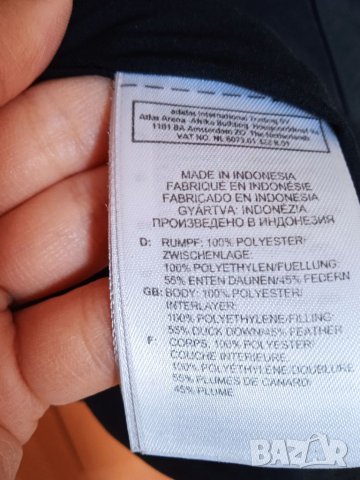 adidas International Trading bv
Atlas Arena - Afrika Building, Hoogoorddreef 9a
1101 BA Amsterdam ZO, The Netherlands
VAT NO. NL 8073.01.522 B.01
MADE IN INDONESIA
FABRIQUÉ EN INDONÉSIE
FABRICADO EN INDONESIA
GYÁRTVA: INDONÉZIA
ПРОИЗВЕДЕНО В ИНДОНЕЗИЯ
D: RUMPF: 100% POLYESTER/
ZWISCHENLAGE:
100% POLYETHYLEN/FUELLUNG:
55% ENTEN DAUNEN/45% FEDERN
GB: BODY: 100% POLYESTER/
INTERLAYER:
100% POLYETHYLENE/FILLING
55% DUCK DOWN/45% FEATHER
F: CORPS: 100% POLYESTER/
COUCHE INTERIEURE:
100% POLYETHYLENE/DOUBLURE
55% PLUMES DE CANARD/
45% PLUME
BAZAR.bg